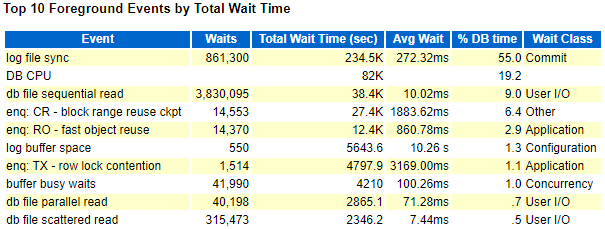 Top 10 Foreground Events by Total Wait Time
Event Waits Total Wait Time (sec) Avg Wait % DB time Wait Class
log file sync 861,300 234.5K 272.32ms 55.0 Commit
DB CPU 82K 19.2
db file sequential read 3,830,095 38.4K 10.02ms 9.0 User I/O
enq: CR - block range reuse ckpt 14,553 27.4K 1883.62ms 6.4 Other
enq: RO - fast object reuse 14,370 12.4K 860.78ms 2.9 Application
log buffer space 550 5643.6 10.26 s 1.3 Configuration
enq: TX - row lock contention 1,514 4797.9 3169.00ms 1.1 Application
buffer busy waits 41,990 4210 100.26ms 1.0 Concurrency
db file parallel read 40,198 2865.1 71.28ms .7 User I/O
db file scattered read 315,473 2346.2 7.44ms .5 User I/O